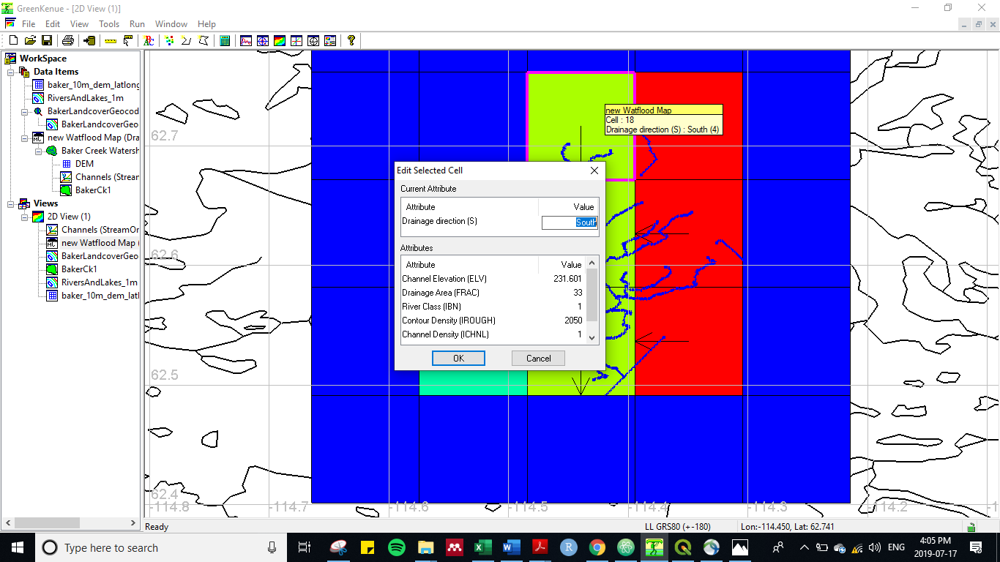 GreenKenue - [2D View (1)]
File Edit View Tools Run Window Help
WorkSpace
Data Items
baker_10m_dem_latlong
RiversAndLakes_1m
BakerLandcoverGeocod
BakerLandcoverGeo
new Watflood Map (Dra
Baker Creek Watersh
DEM
Channels (Strear
BakerCk1
Views
2D View (1)
Channels (StreamOr
new Watflood Map (
BakerLandcoverGeo
BakerCk1
RiversAndLakes_1m
baker_10m_dem_latl
62.7
62.6
62.5
62.4
-114.8 -114.7 -114.6 -114.5 -114.4 -114.3 -114.2 -1
new Watflood Map
Cell : 18
Drainage direction (S) : South (4)
Edit Selected Cell
Current Attribute
Attribute Value
Drainage direction (S) South
Attributes
Attribute Value
Channel Elevation (ELV) 231.601
Drainage Area (FRAC) 33
River Class (IBN) 1
Contour Density (IROUGH) 2050
Channel Density (ICHNL) 1
OK Cancel
Ready LL GRS80 (+-180) Lon:-114.450, Lat: 62.741
Type here to search
ENG
4:05 PM
2019-07-17